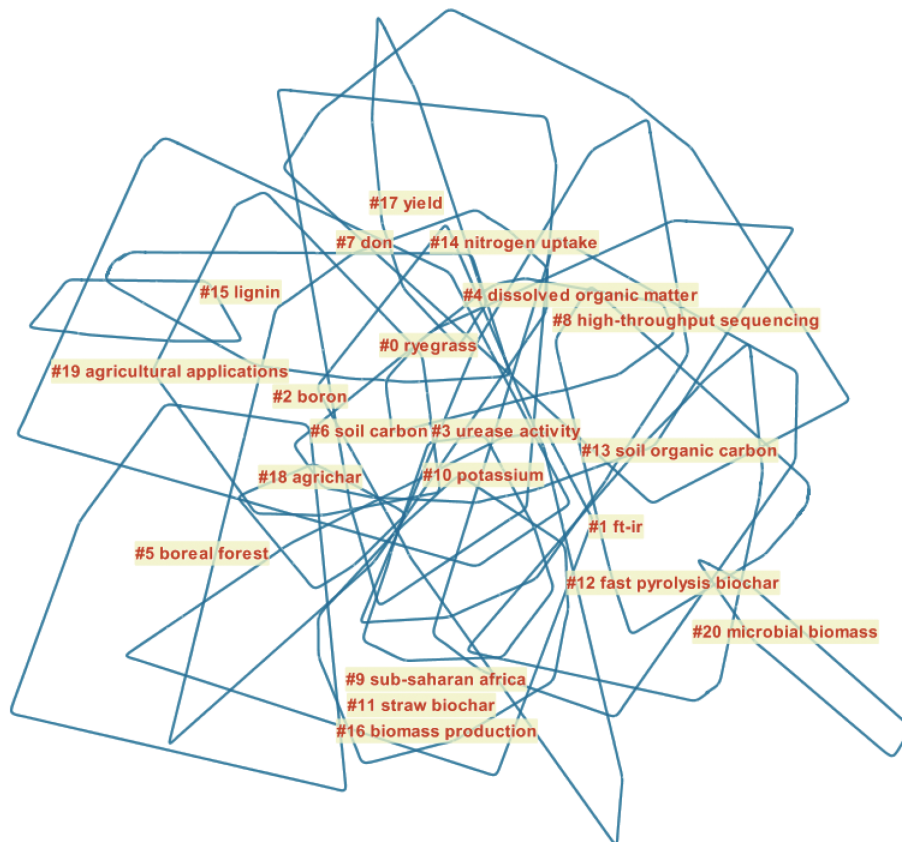 #17 yield
#7 don
#14 nitrogen uptake
#15 lignin
#4 dissolved organic matter
#8 high-throughput sequencing
#0 ryegrass
#19 agricultural applications
#2 boron
#6 soil carbon
#3 urease activity
#13 soil organic carbon
#18 agrichar
#10 potassium
#1 ft-ir
#5 boreal forest
#12 fast pyrolysis biochar
#20 microbial biomass
#9 sub-saharan africa
#11 straw biochar
#16 biomass production